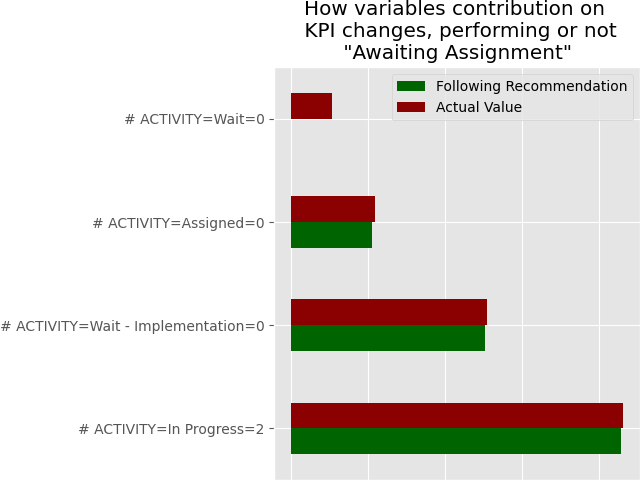 How variables contribution on
KPI changes, performing or not
"Awaiting Assignment"
Following Recommendation
Actual Value
# ACTIVITY=Wait=0
# ACTIVITY=Assigned=0
# ACTIVITY=Wait - Implementation=0
# ACTIVITY=In Progress=2